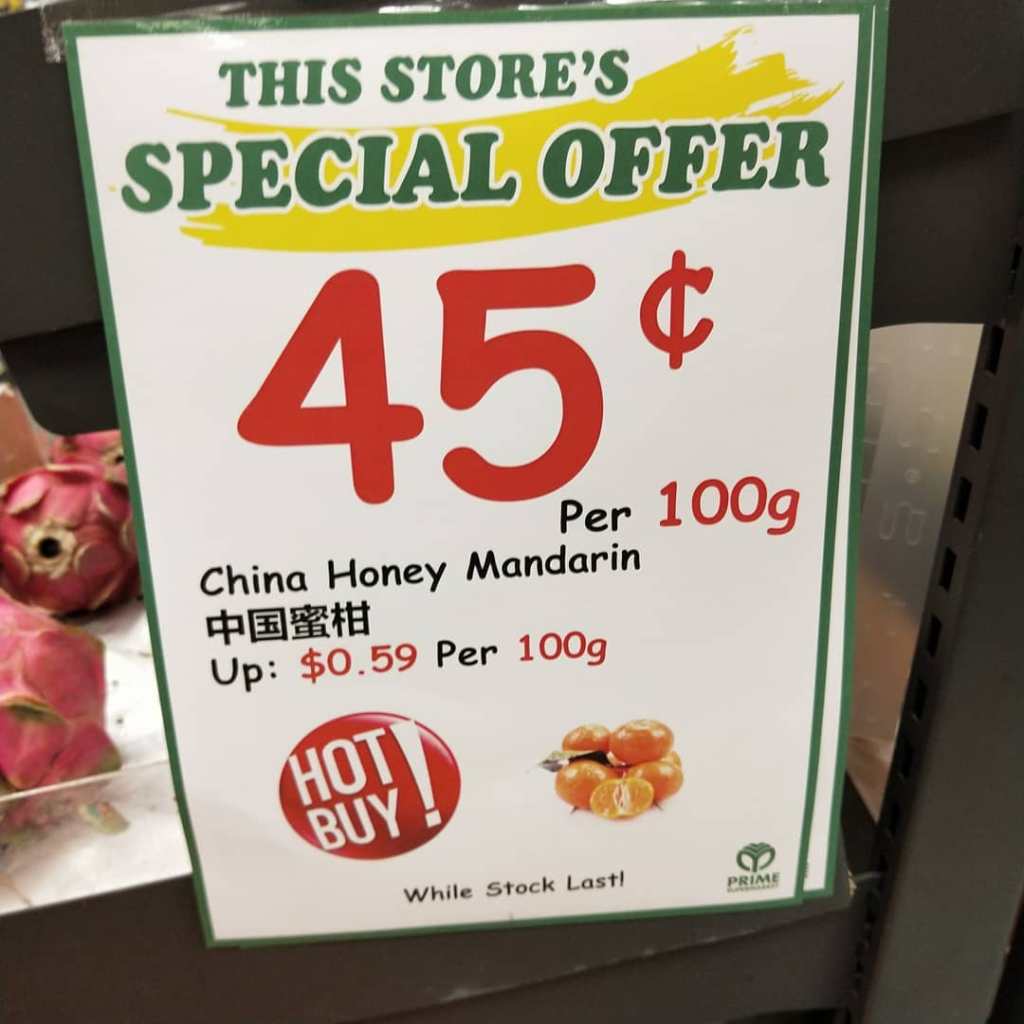 THIS STORE'S
SPECIAL OFFER
45¢
Per 100g
China Honey Mandarin
中国蜜柑
Up: $0.59 Per 100g
HOT
BUY!
While Stock Last!
PRIME
SUPERMARKET